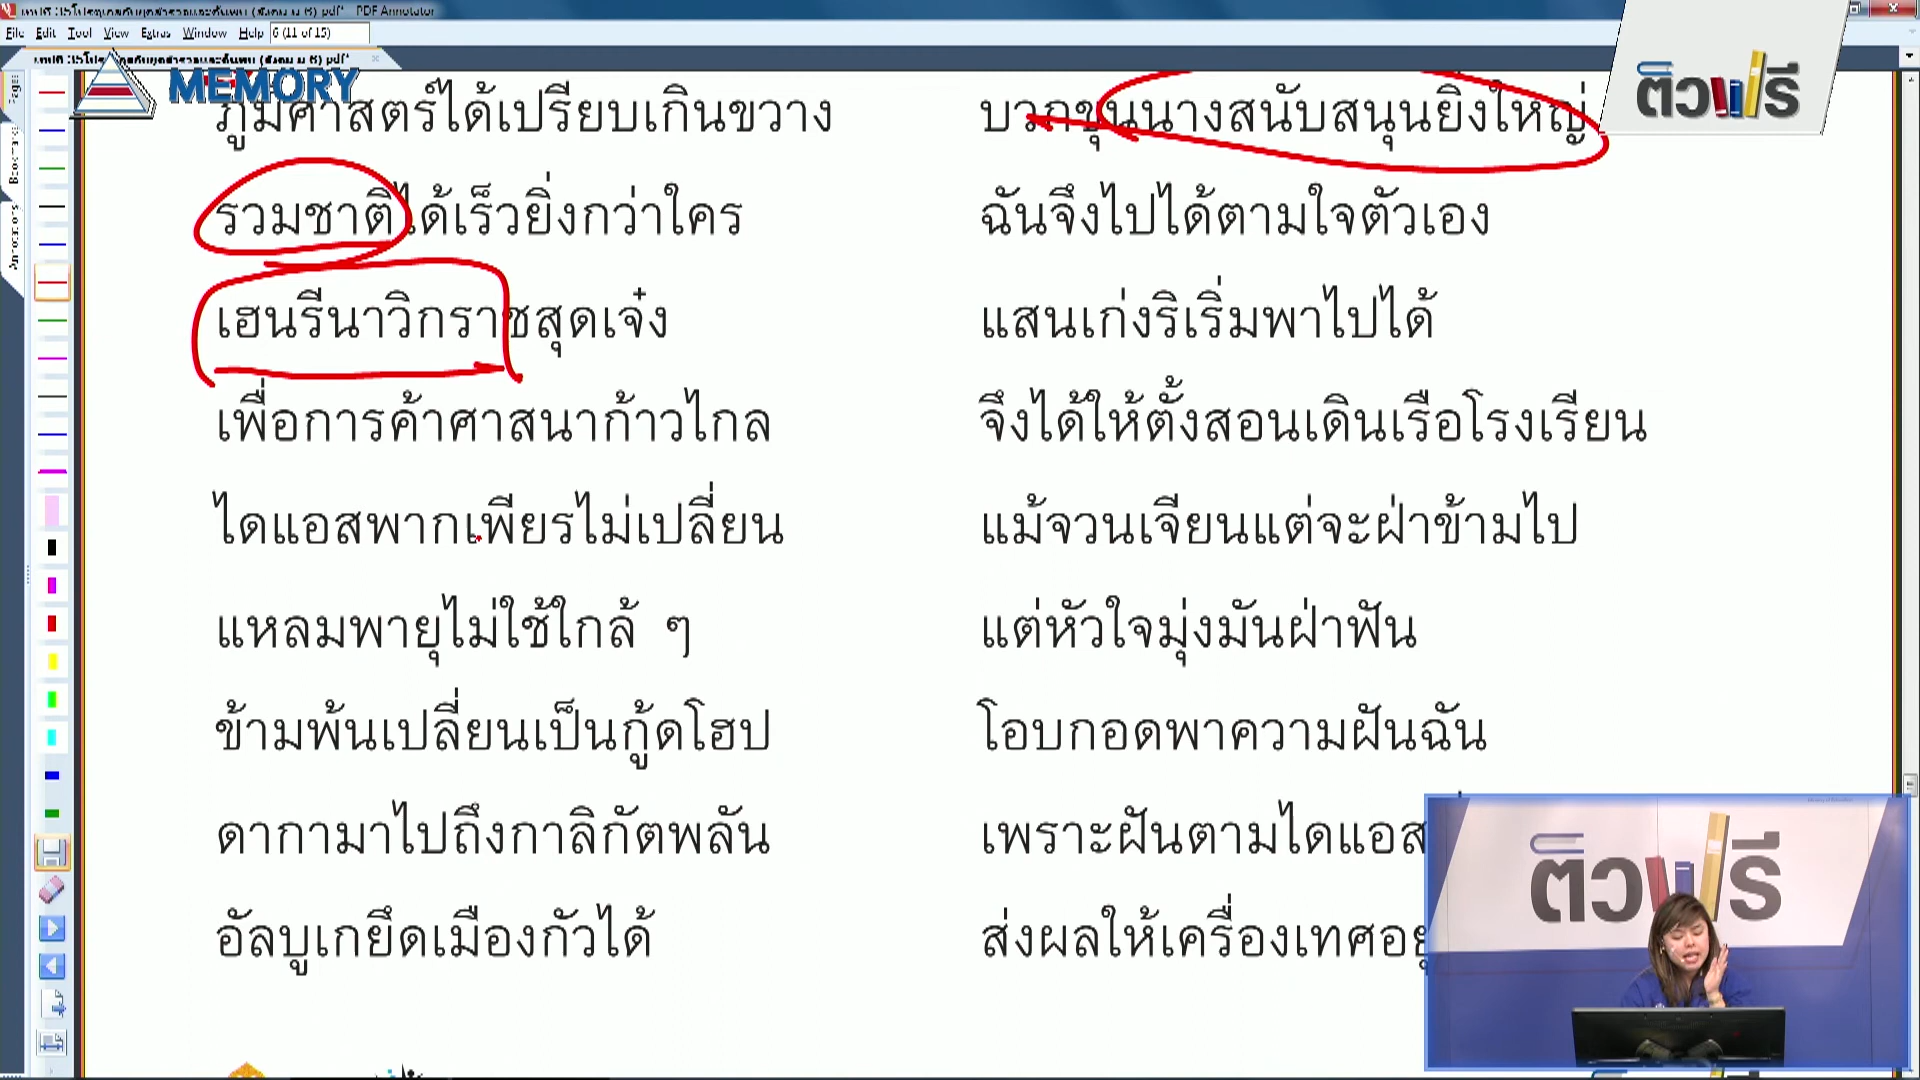 PDF Annotator
File Edit Tool View Extras Window Help 6 (11 of 15)
MEMORY
ติวฟรี
ภูมิศาสตร์ได้เปรียบเกินขวาง บวกขุนนางสนับสนุนยิ่งใหญ่
รวมชาติได้เร็วยิ่งกว่าใคร ฉันจึงไปได้ตามใจตัวเอง
เฮนรีนาวิกราชสุดเจ๋ง แสนเก่งริเริ่มพาไปได้
เพื่อการค้าศาสนาก้าวไกล จึงได้ให้ตั้งสอนเดินเรือโรงเรียน
ไดแอสพากเพียรไม่เปลี่ยน แม้จวนเจียนแต่จะฝ่าข้ามไป
แหลมพายุไม่ใช้ใกล้ ๆ แต่หัวใจมุ่งมันฝ่าฟัน
ข้ามพ้นเปลี่ยนเป็นกู้ดโฮป โอบกอดพาความฝันฉัน
ดากามาไปถึงกาลิกัตพลัน เพราะฝันตามไดแอส
อัลบูเกยึดเมืองกัวได้ ส่งผลให้เครื่องเทศอยู
ติวฟรี